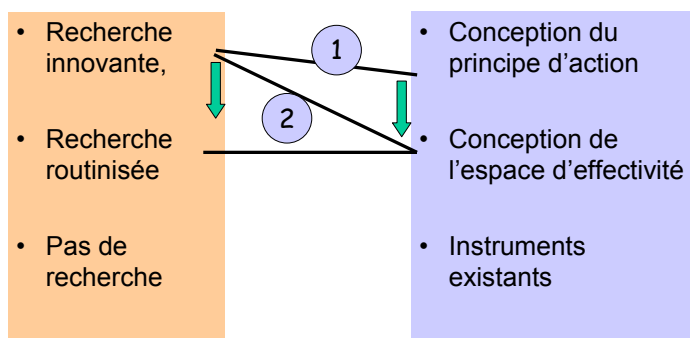 • Recherche
innovante,
• Recherche
routinisée
• Pas de
recherche
1
2
• Conception du
principe d’action
• Conception de
l’espace d’effectivité
• Instruments
existants